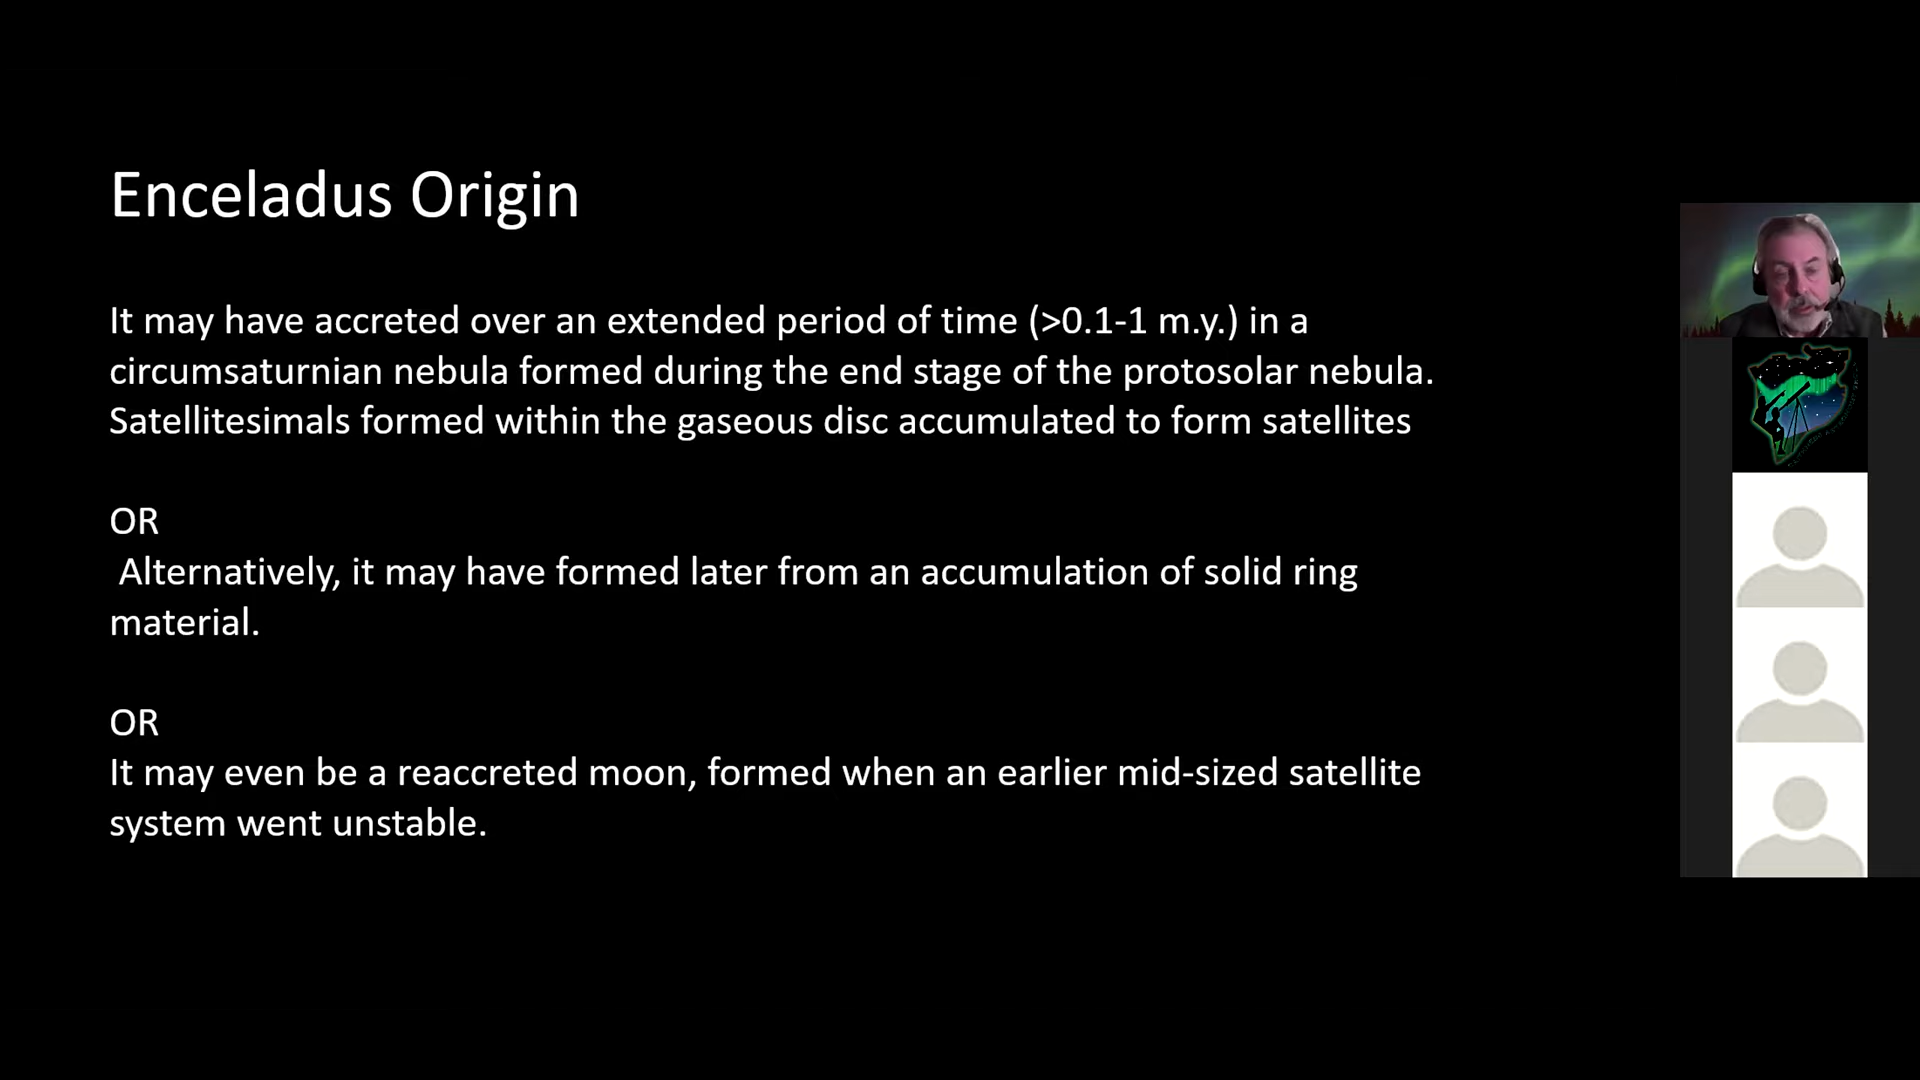 Enceladus Origin
It may have accreted over an extended period of time (>0.1-1 m.y.) in a
circumsaturnian nebula formed during the end stage of the protosolar nebula.
Satellitesimals formed within the gaseous disc accumulated to form satellites
OR
Alternatively, it may have formed later from an accumulation of solid ring
material.
OR
It may even be a reaccreted moon, formed when an earlier mid-sized satellite
system went unstable.